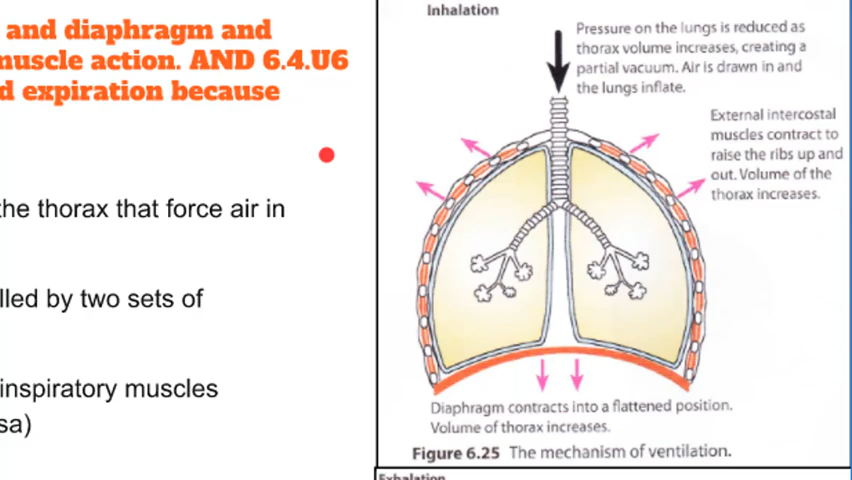 and diaphragm and
muscle action. AND 6.4.U6
d expiration because
the thorax that force air in
lled by two sets of
inspiratory muscles
sa)
Inhalation
Pressure on the lungs is reduced as
thorax volume increases, creating a
partial vacuum. Air is drawn in and
the lungs inflate.
External intercostal
muscles contract to
raise the ribs up and
out. Volume of the
thorax increases.
Diaphragm contracts into a flattened position.
Volume of thorax increases.
Figure 6.25 The mechanism of ventilation.
Exhalation